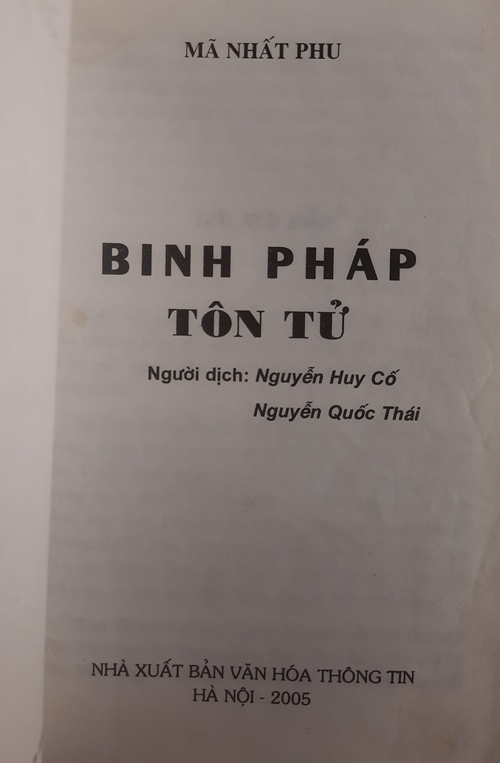 MÃ NHẤT PHU
BINH PHÁP
TÔN TỬ
Người dịch: Nguyễn Huy Cố
Nguyễn Quốc Thái
NHÀ XUẤT BẢN VĂN HÓA THÔNG TIN
HÀ NỘI - 2005